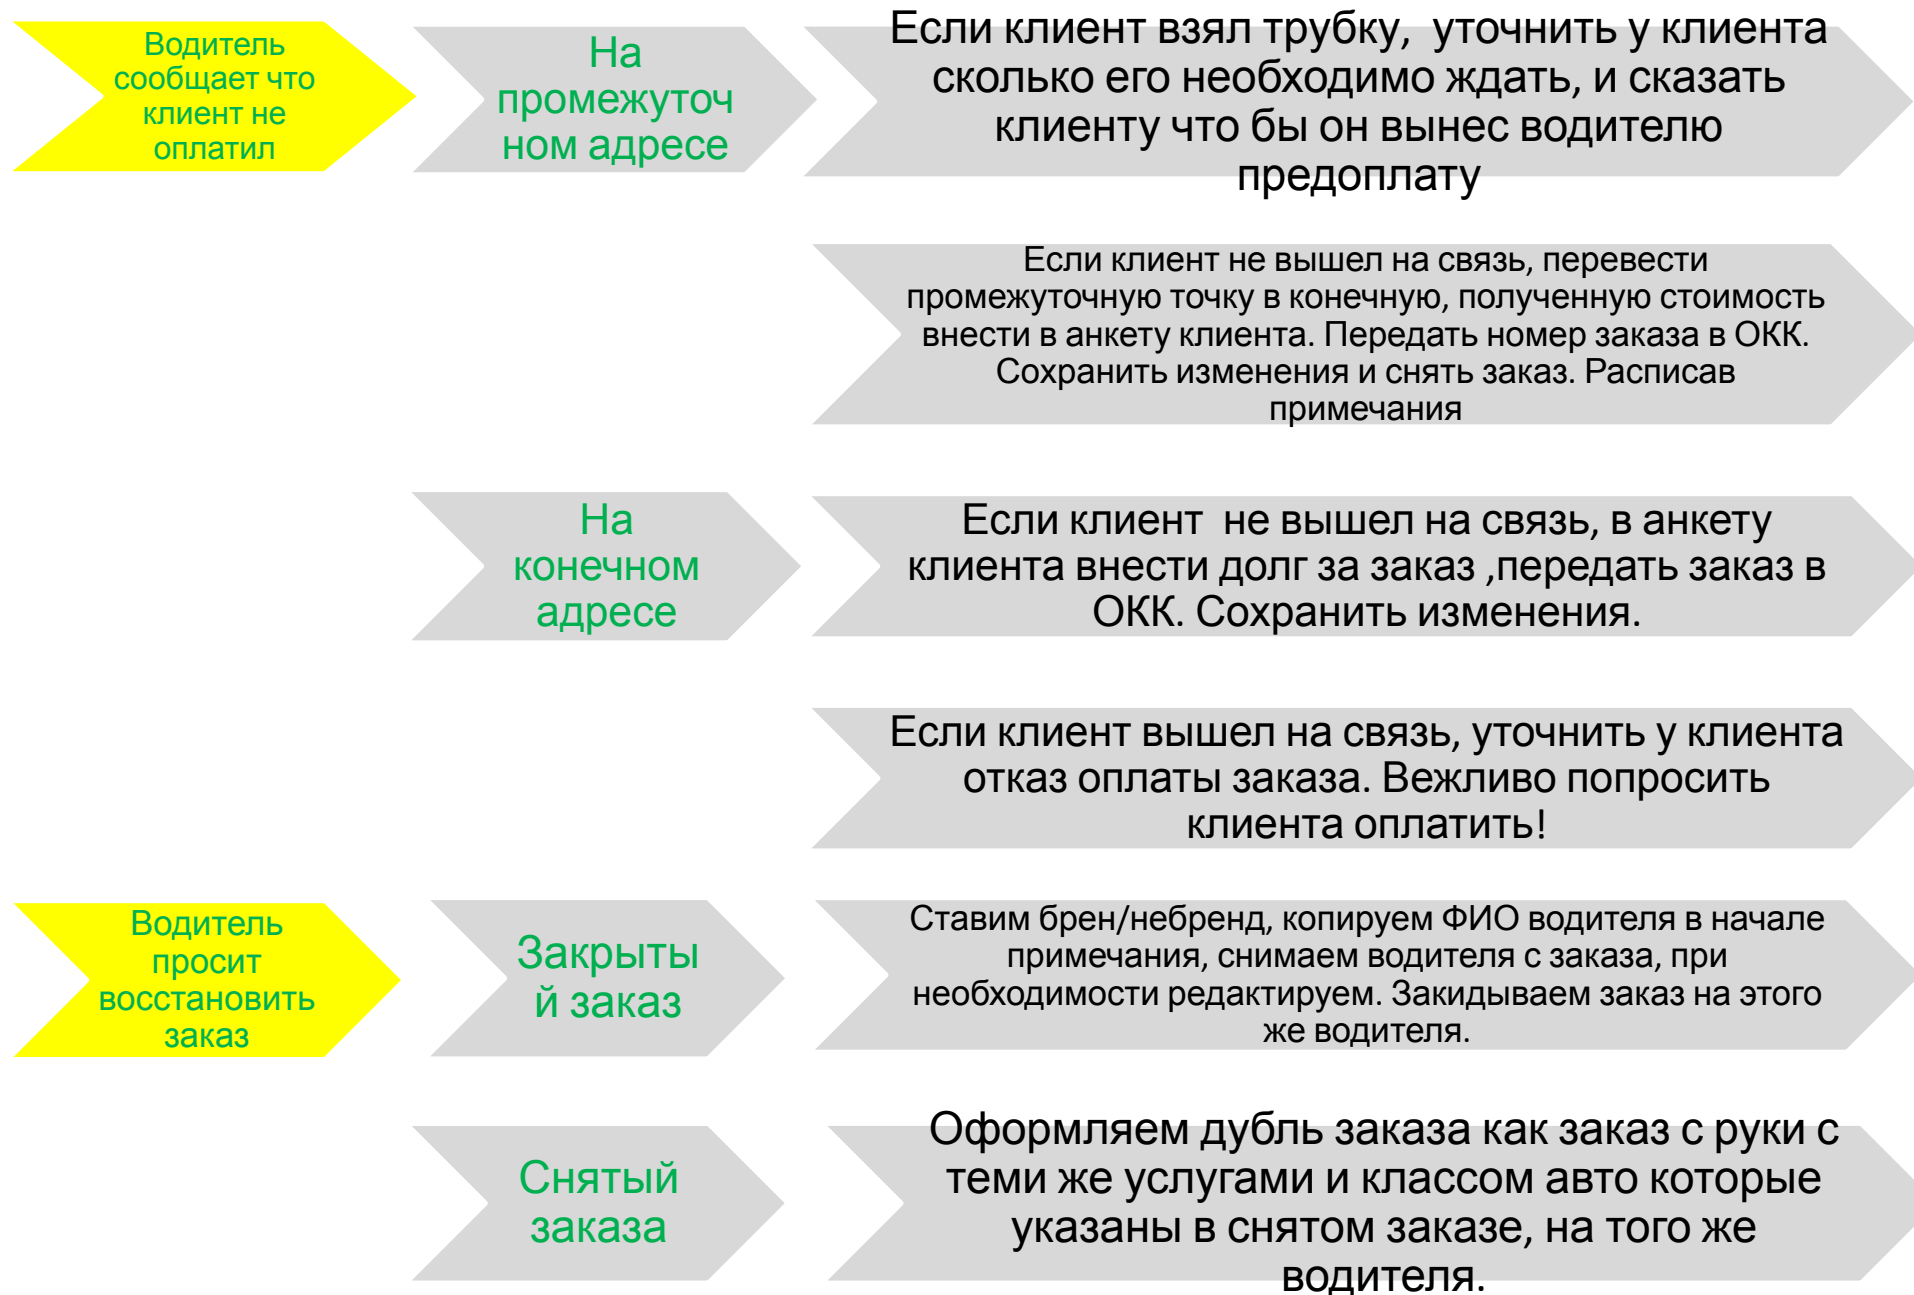 Водитель
сообщает что
клиент не
оплатил
На
промежуточ
ном адресе
Если клиент взял трубку, уточнить у клиента
сколько его необходимо ждать, и сказать
клиенту что бы он вынес водителю
предоплату
Если клиент не вышел на связь, перевести
промежуточную точку в конечную, полученную стоимость
внести в анкету клиента. Передать номер заказа в ОКК.
Сохранить изменения и снять заказ. Расписав
примечания
На
конечном
адресе
Если клиент не вышел на связь, в анкету
клиента внести долг за заказ ,передать заказ в
ОКК. Сохранить изменения.
Если клиент вышел на связь, уточнить у клиента
отказ оплаты заказа. Вежливо попросить
клиента оплатить!
Водитель
просит
восстановить
заказ
Закрыты
й заказ
Ставим брен/небренд, копируем ФИО водителя в начале
примечания, снимаем водителя с заказа, при
необходимости редактируем. Закидываем заказ на этого
же водителя.
Снятый
заказа
Оформляем дубль заказа как заказ с руки с
теми же услугами и классом авто которые
указаны в снятом заказе, на того же
водителя.